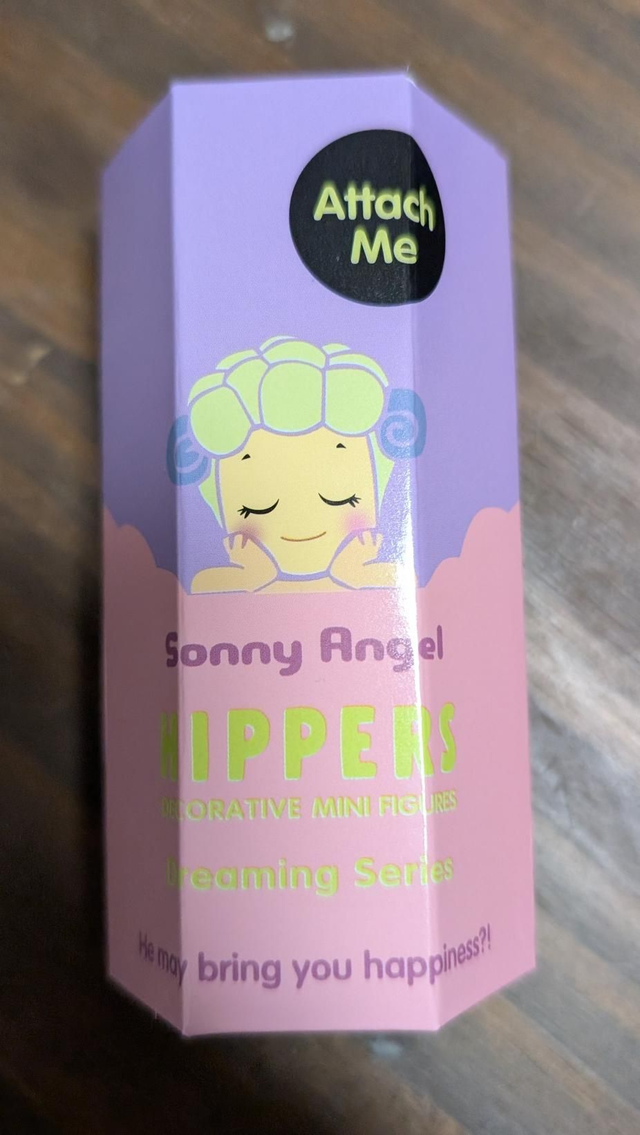 Attach
Me
Sonny Angel
HIPPERS
DECORATIVE MINI FIGURES
Dreaming Series
He may bring you happiness?!